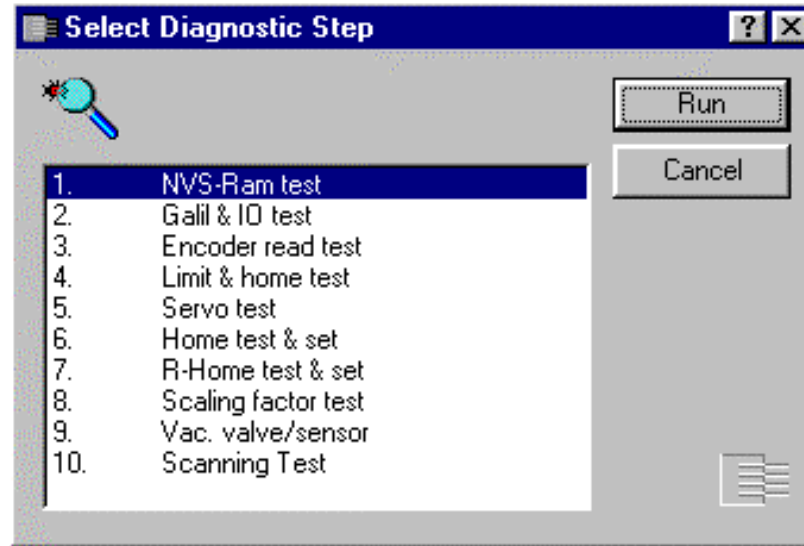 Select Diagnostic Step
Run
Cancel
1. NVS-Ram test
2. Galil & IO test
3. Encoder read test
4. Limit & home test
5. Servo test
6. Home test & set
7. R-Home test & set
8. Scaling factor test
9. Vac. valve/sensor
10. Scanning Test